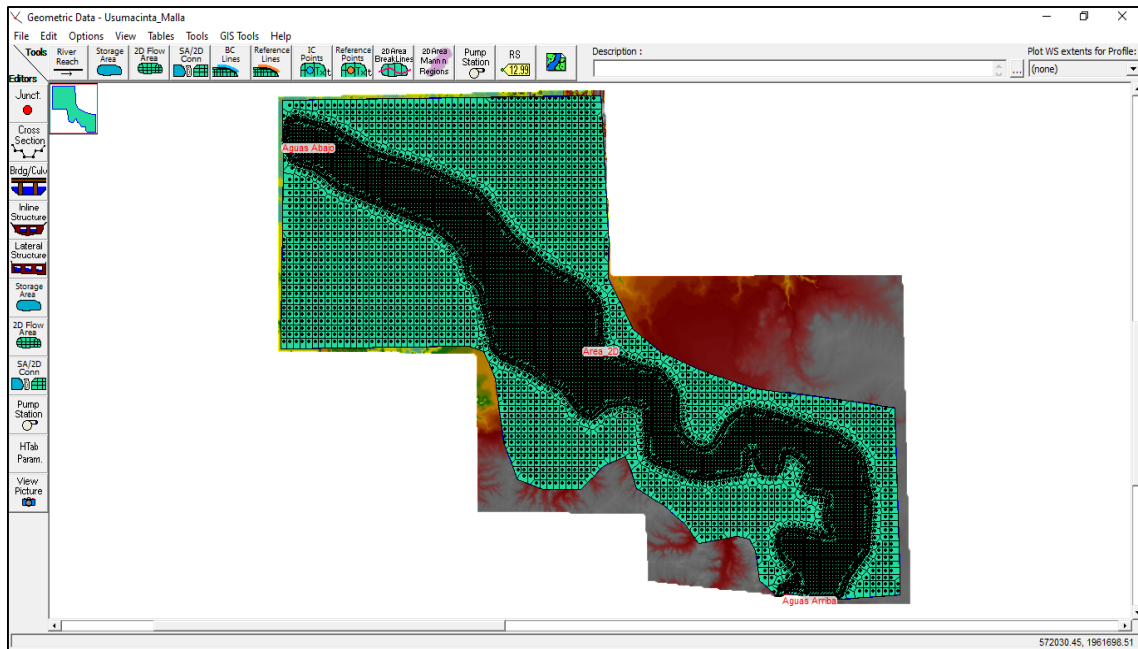 Geometric Data - Usumacinta_Malla
File Edit Options View Tables Tools GIS Tools Help
Tools
Editors
River Reach
Storage Area
2D Flow Area
SA/2D Conn
BC Lines
Reference Lines
IC Points
Reference Points
2D Area BreakLines
2D Area Mann n Regions
Pump Station
RS
12.99
Description :
...
Plot WS extents for Profile:
(none)
Junct.
Cross Section
Brdg/Culv
Inline Structure
Lateral Structure
Storage Area
2D Flow Area
SA/2D Conn
Pump Station
HTab Param.
View Picture
Aguas Abajo
Area_2D
Aguas Arriba
572030.45, 1961698.51